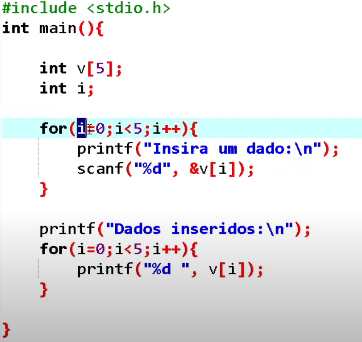 #include <stdio.h>
int main(){
int v[5];
int i;
for(i=0;i<5;i++){
printf("Insira um dado:\n");
scanf("%d", &v[i]);
}
printf("Dados inseridos:\n");
for(i=0;i<5;i++){
printf("%d ", v[i]);
}
}